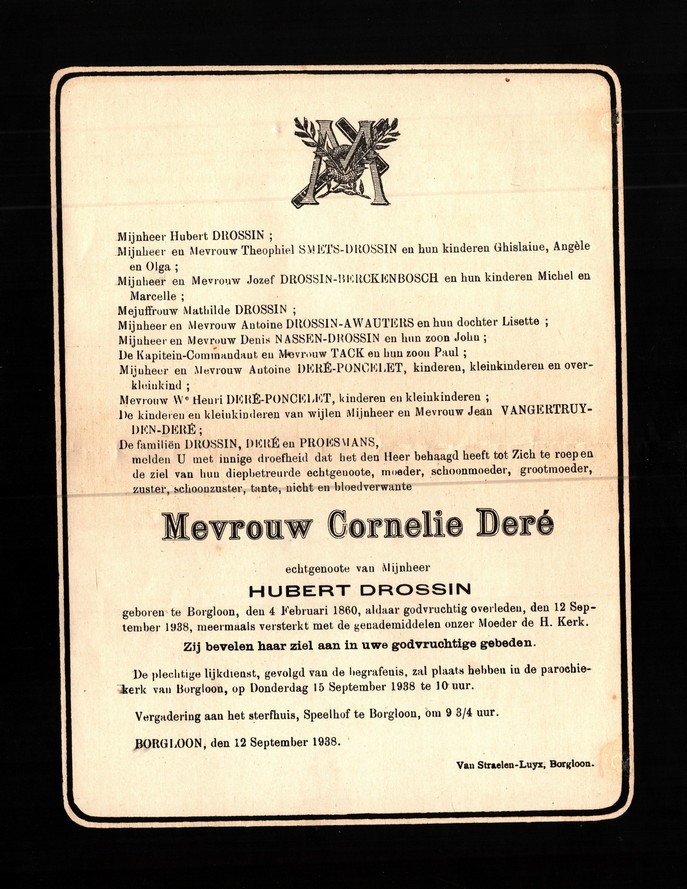 Mijnheer Hubert DROSSIN ;
Mijnheer en Mevrouw Theophiel SMETS-DROSSIN en hun kinderen Ghislaine, Angèle
en Olga ;
Mijnheer en Mevrouw Jozef DROSSIN-BERCKENBOSCH en hun kinderen Michel en
Marcelle ;
Mejuffrouw Mathilde DROSSIN ;
Mijnheer en Mevrouw Antoine DROSSIN-AWAUTERS en hun dochter Lisette ;
Mijnheer en Mevrouw Denis NASSEN-DROSSIN en hun zoon John ;
De Kapitein-Commandant en Mevrouw TACK en hun zoon Paul ;
Mijnheer en Mevrouw Antoine DERÉ-PONCELET, kinderen, kleinkinderen en over-
kleinkind ;
Mevrouw We Henri DERÉ-PONCELET, kinderen en kleinkinderen ;
De kinderen en kleinkinderen van wijlen Mijnheer en Mevrouw Jean VANGERTRUY-
DEN-DERÉ ;
De familiën DROSSIN, DERÉ en PROESMANS,
melden U met innige droefheid dat het den Heer behaagd heeft tot Zich te roepen
de ziel van hun diepbetreurde echtgenoote, moeder, schoonmoeder, grootmoeder,
zuster, schoonzuster, tante, nicht en bloedverwante
Mevrouw Cornelie Deré
echtgenoote van Mijnheer
HUBERT DROSSIN
geboren te Borgloon, den 4 Februari 1860, aldaar godvruchtig overleden, den 12 Sep-
tember 1938, meermaals versterkt met de genademiddelen onzer Moeder de H. Kerk.
Zij bevelen haar ziel aan in uwe godvruchtige gebeden.
De plechtige lijkdienst, gevolgd van de begrafenis, zal plaats hebben in de parochie-
kerk van Borgloon, op Donderdag 15 September 1938 te 10 uur.
Vergadering aan het sterfhuis, Speelhof te Borgloon, om 9 3/4 uur.
BORGLOON, den 12 September 1938.
Van Straelen-Luyx, Borgloon.